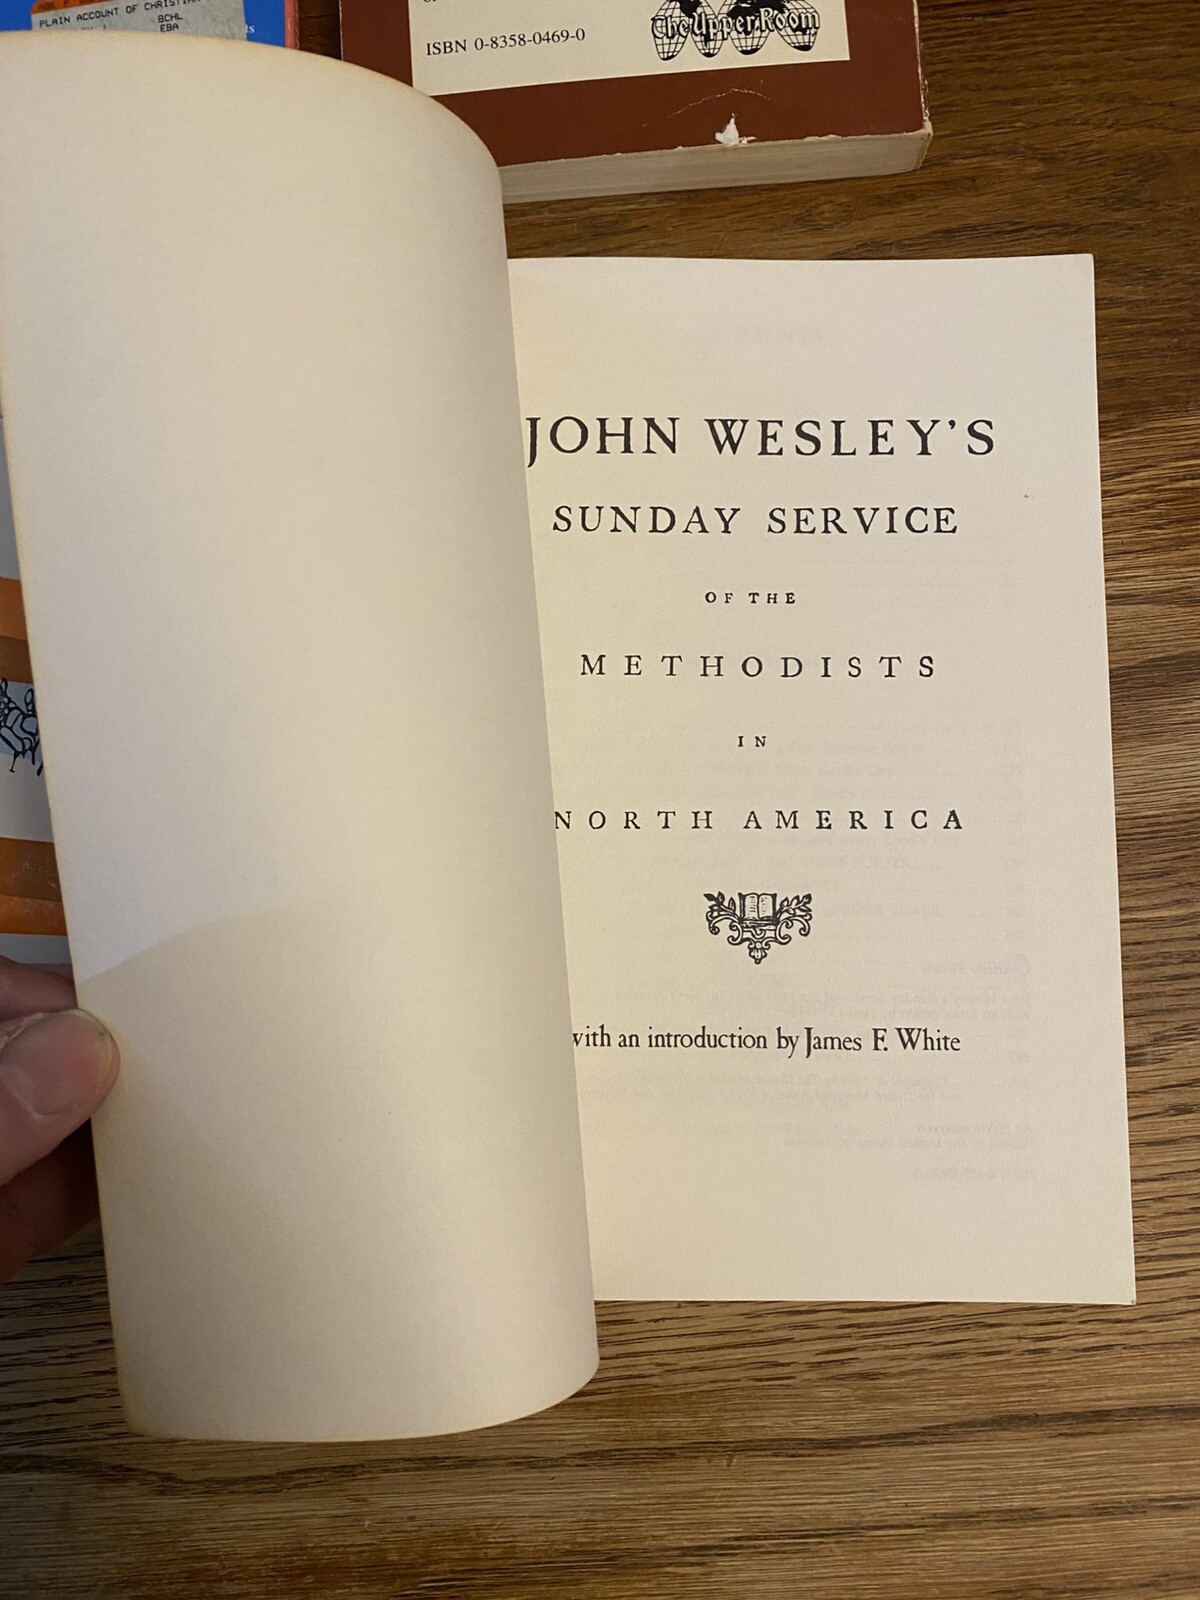 PLAIN ACCOUNT OF CHRISTIAN
BCHL
EBA
ISBN 0-8358-0469-0
The Upper Room
JOHN WESLEY'S
SUNDAY SERVICE
OF THE
METHODISTS
IN
NORTH AMERICA
with an introduction by James F. White